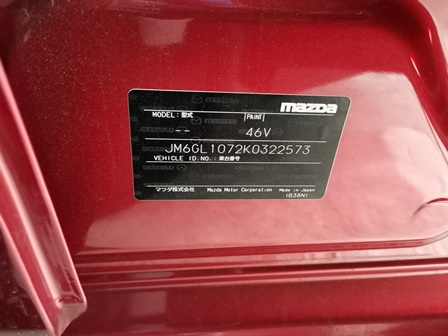 mazda
MODEL: 型式 PAINT
-- 46V
JM6GL1072K0322573
VEHICLE ID.NO.: 車台番号
マツダ株式会社 Mazda Motor Corporation Made in Japan
IB38N1